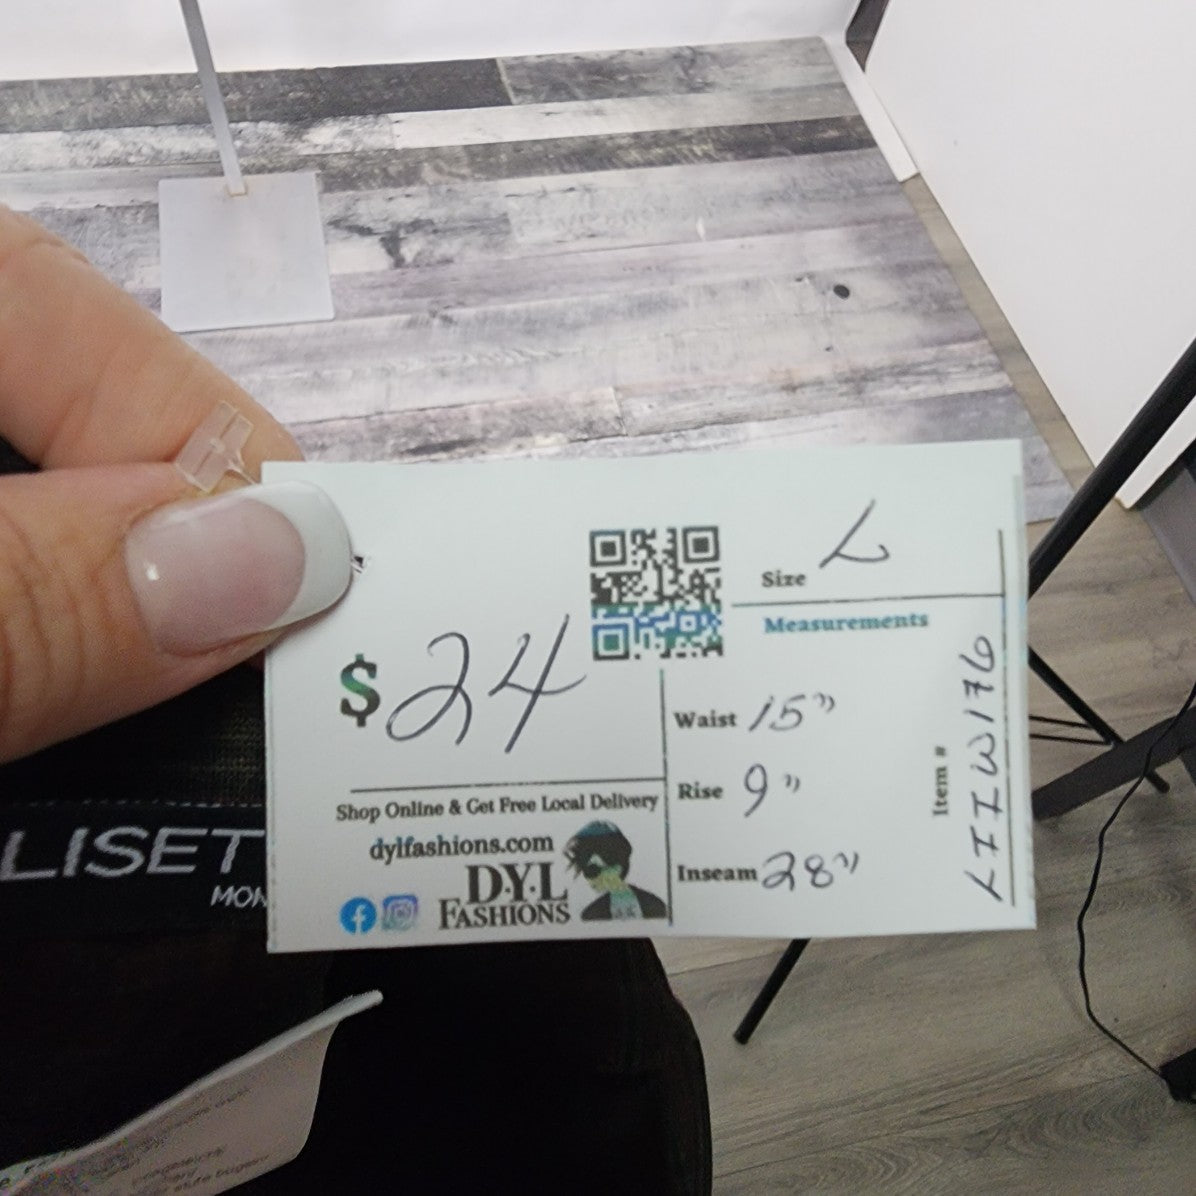 $24
Shop Online & Get Free Local Delivery
dylfashions.com
D.Y.L
FASHIONS
Size L
Measurements
Waist 15"
Rise 9"
Inseam 28"
Item # LIIW176
LISET
MON